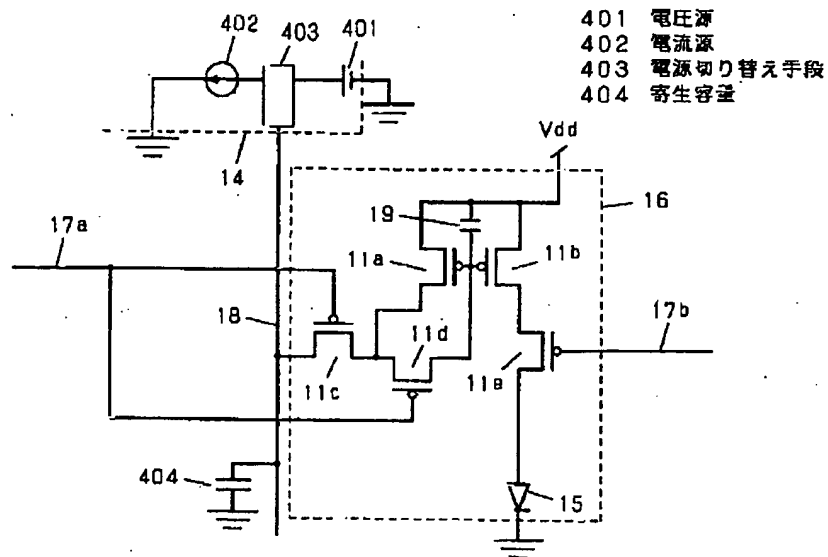 402
403
401
401 電圧源
402 電流源
403 電源切り替え手段
404 寄生容量
Vdd
14
16
17a
19
11a
11b
18
11d
17b
11c
11e
404
15